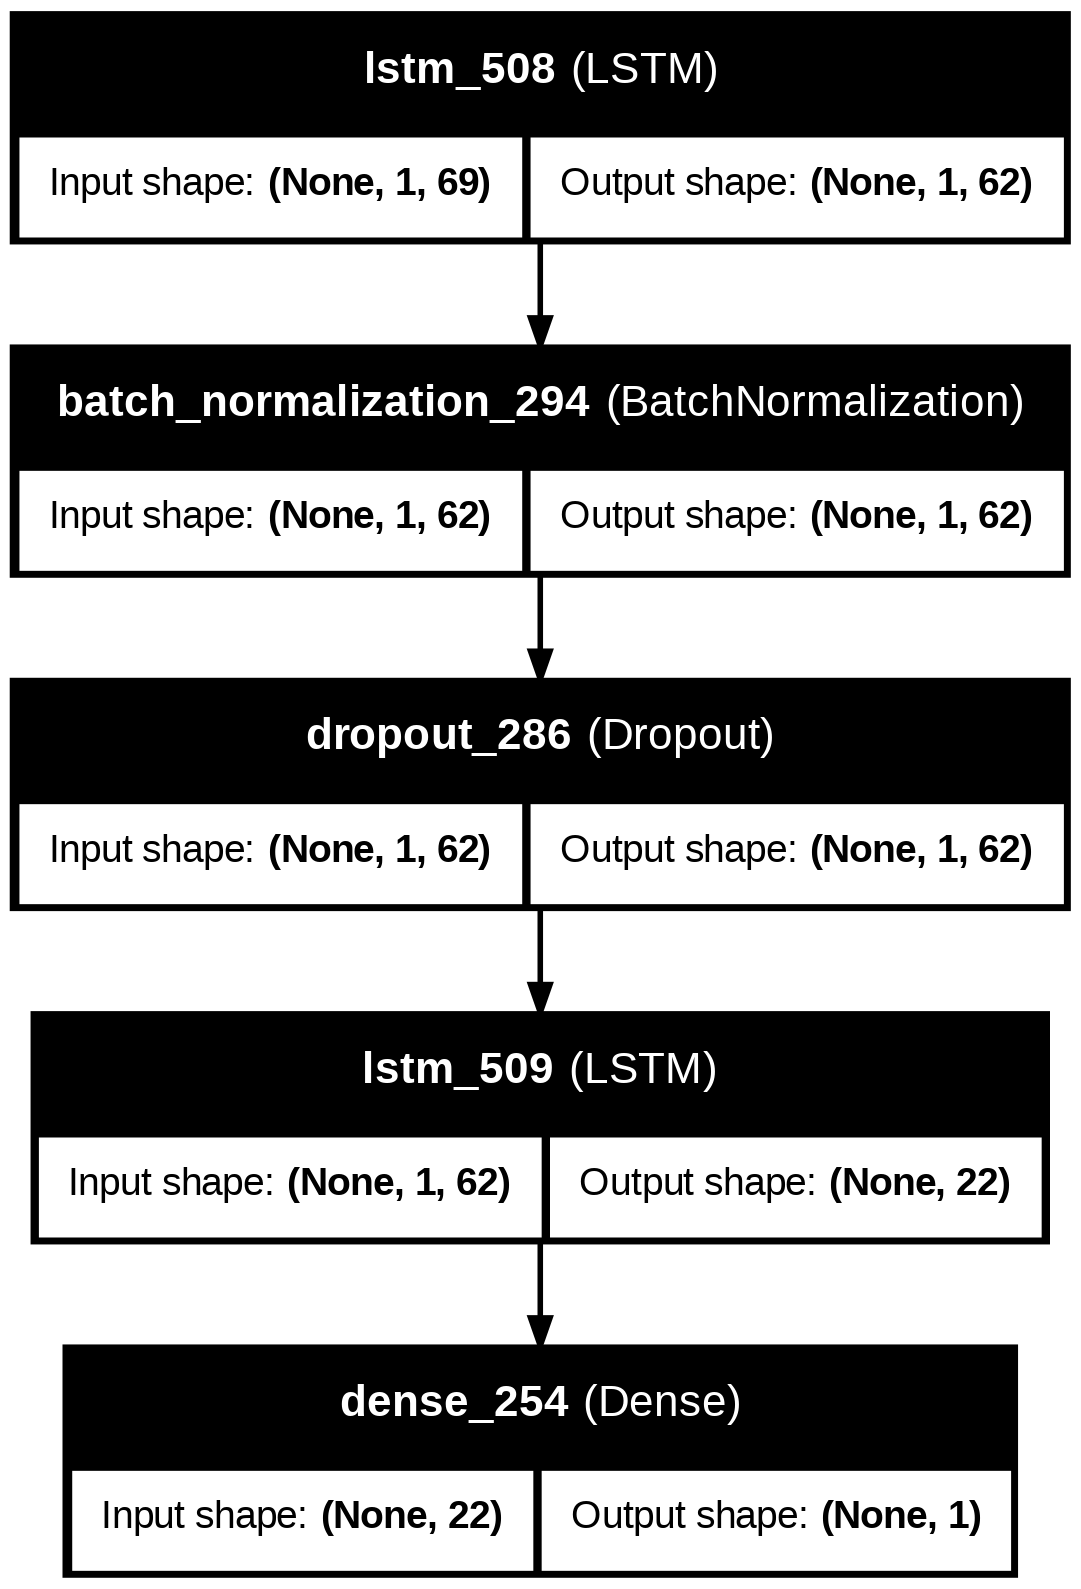 lstm_508 (LSTM)
Input shape: (None, 1, 69) Output shape: (None, 1, 62)
batch_normalization_294 (BatchNormalization)
Input shape: (None, 1, 62) Output shape: (None, 1, 62)
dropout_286 (Dropout)
Input shape: (None, 1, 62) Output shape: (None, 1, 62)
lstm_509 (LSTM)
Input shape: (None, 1, 62) Output shape: (None, 22)
dense_254 (Dense)
Input shape: (None, 22) Output shape: (None, 1)